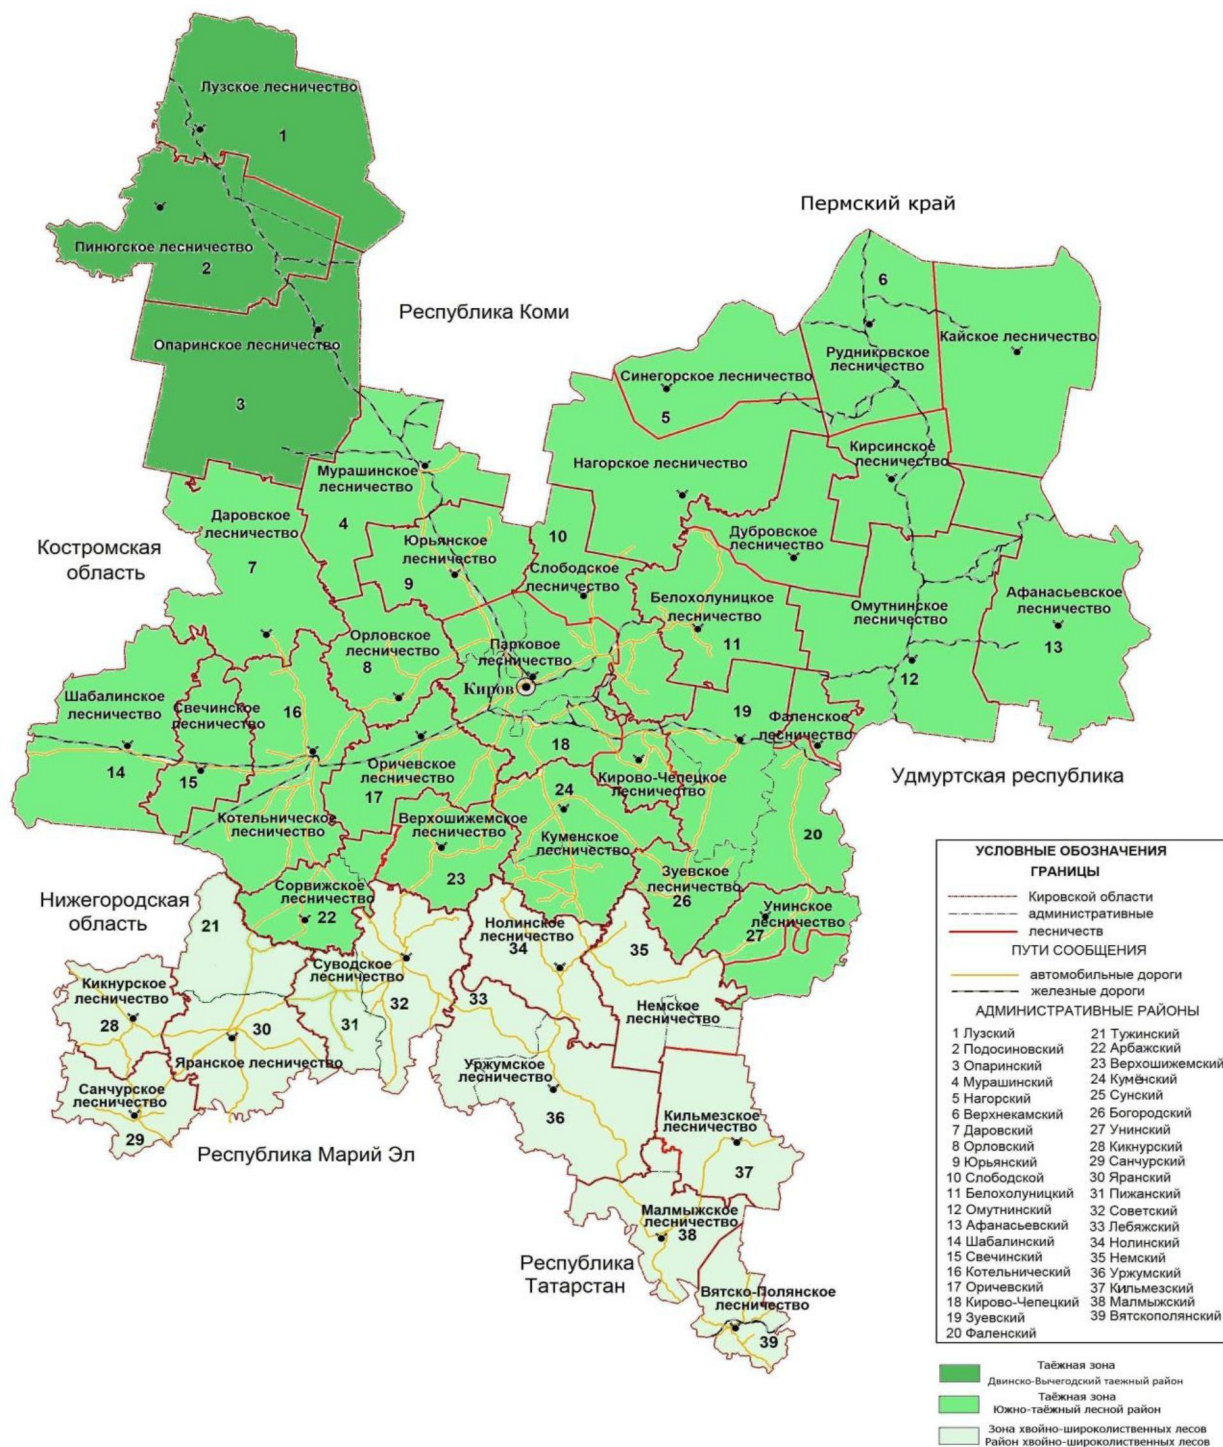 Лузское лесничество
1
Пинюгское лесничество
2
Пермский край
6
Республика Коми
Опаринское лесничество
3
Рудниковское
лесничество
Кайское лесничество
Синегорское лесничество
5
Мурашинское
лесничество
4
Нагорское лесничество
Кирсинское
лесничество
Даровское
лесничество
7
Костромская
область
Юрьянское
лесничество
9
10
Слободское
лесничество
Дубровское
лесничество
Белохолуницкое
лесничество
11
Омутнинское
лесничество
12
Афанасьевское
лесничество
13
Орловское
лесничество
8
Парковое
лесничество
Киров
Шабалинское
лесничество
14
Свечинское
лесничество
15
16
19
Фаленское
лесничество
18
Оричевское
лесничество
17
Кирово-Чепецкое
лесничество
Удмуртская республика
Котельническое
лесничество
Верхошижемское
лесничество
23
24
Куменское
лесничество
20
Зуевское
лесничество
26
Нижегородская
область
Сорвижское
лесничество
22
Унинское
лесничество
27
21
Нолинское
лесничество
34
35
Кикнурское
лесничество
28
Суводское
лесничество
32
31
33
Немское
лесничество
30
Яранское лесничество
Санчурское
лесничество
29
Уржумское
лесничество
36
Республика Марий Эл
Кильмезское
лесничество
37
Малмыжское
лесничество
38
Республика
Татарстан
Вятско-Полянское
лесничество
39
УСЛОВНЫЕ ОБОЗНАЧЕНИЯ
ГРАНИЦЫ
Кировской области
административные
лесничеств
ПУТИ СООБЩЕНИЯ
автомобильные дороги
железные дороги
АДМИНИСТРАТИВНЫЕ РАЙОНЫ
1 Лузский
2 Подосиновский
3 Опаринский
4 Мурашинский
5 Нагорский
6 Верхнекамский
7 Даровский
8 Орловский
9 Юрьянский
10 Слободской
11 Белохолуницкий
12 Омутнинский
13 Афанасьевский
14 Шабалинский
15 Свечинский
16 Котельнический
17 Оричевский
18 Кирово-Чепецкий
19 Зуевский
20 Фаленский
21 Тужинский
22 Арбажский
23 Верхошижемский
24 Кумёнский
25 Сунский
26 Богородский
27 Унинский
28 Кикнурский
29 Санчурский
30 Яранский
31 Пижанский
32 Советский
33 Лебяжский
34 Нолинский
35 Немский
36 Уржумский
37 Кильмезский
38 Малмыжский
39 Вятскополянский
Таёжная зона
Двинско-Вычегодский таежный район
Таёжная зона
Южно-таёжный лесной район
Зона хвойно-широколиственных лесов
Район хвойно-широколиственных лесов